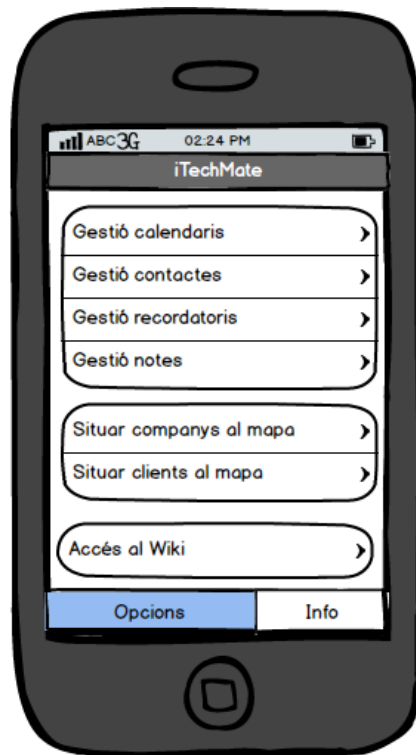 ABC 3G 02:24 PM
iTechMate
Gestió calendaris
Gestió contactes
Gestió recordatoris
Gestió notes
Situar companys al mapa
Situar clients al mapa
Accés al Wiki
Opcions Info